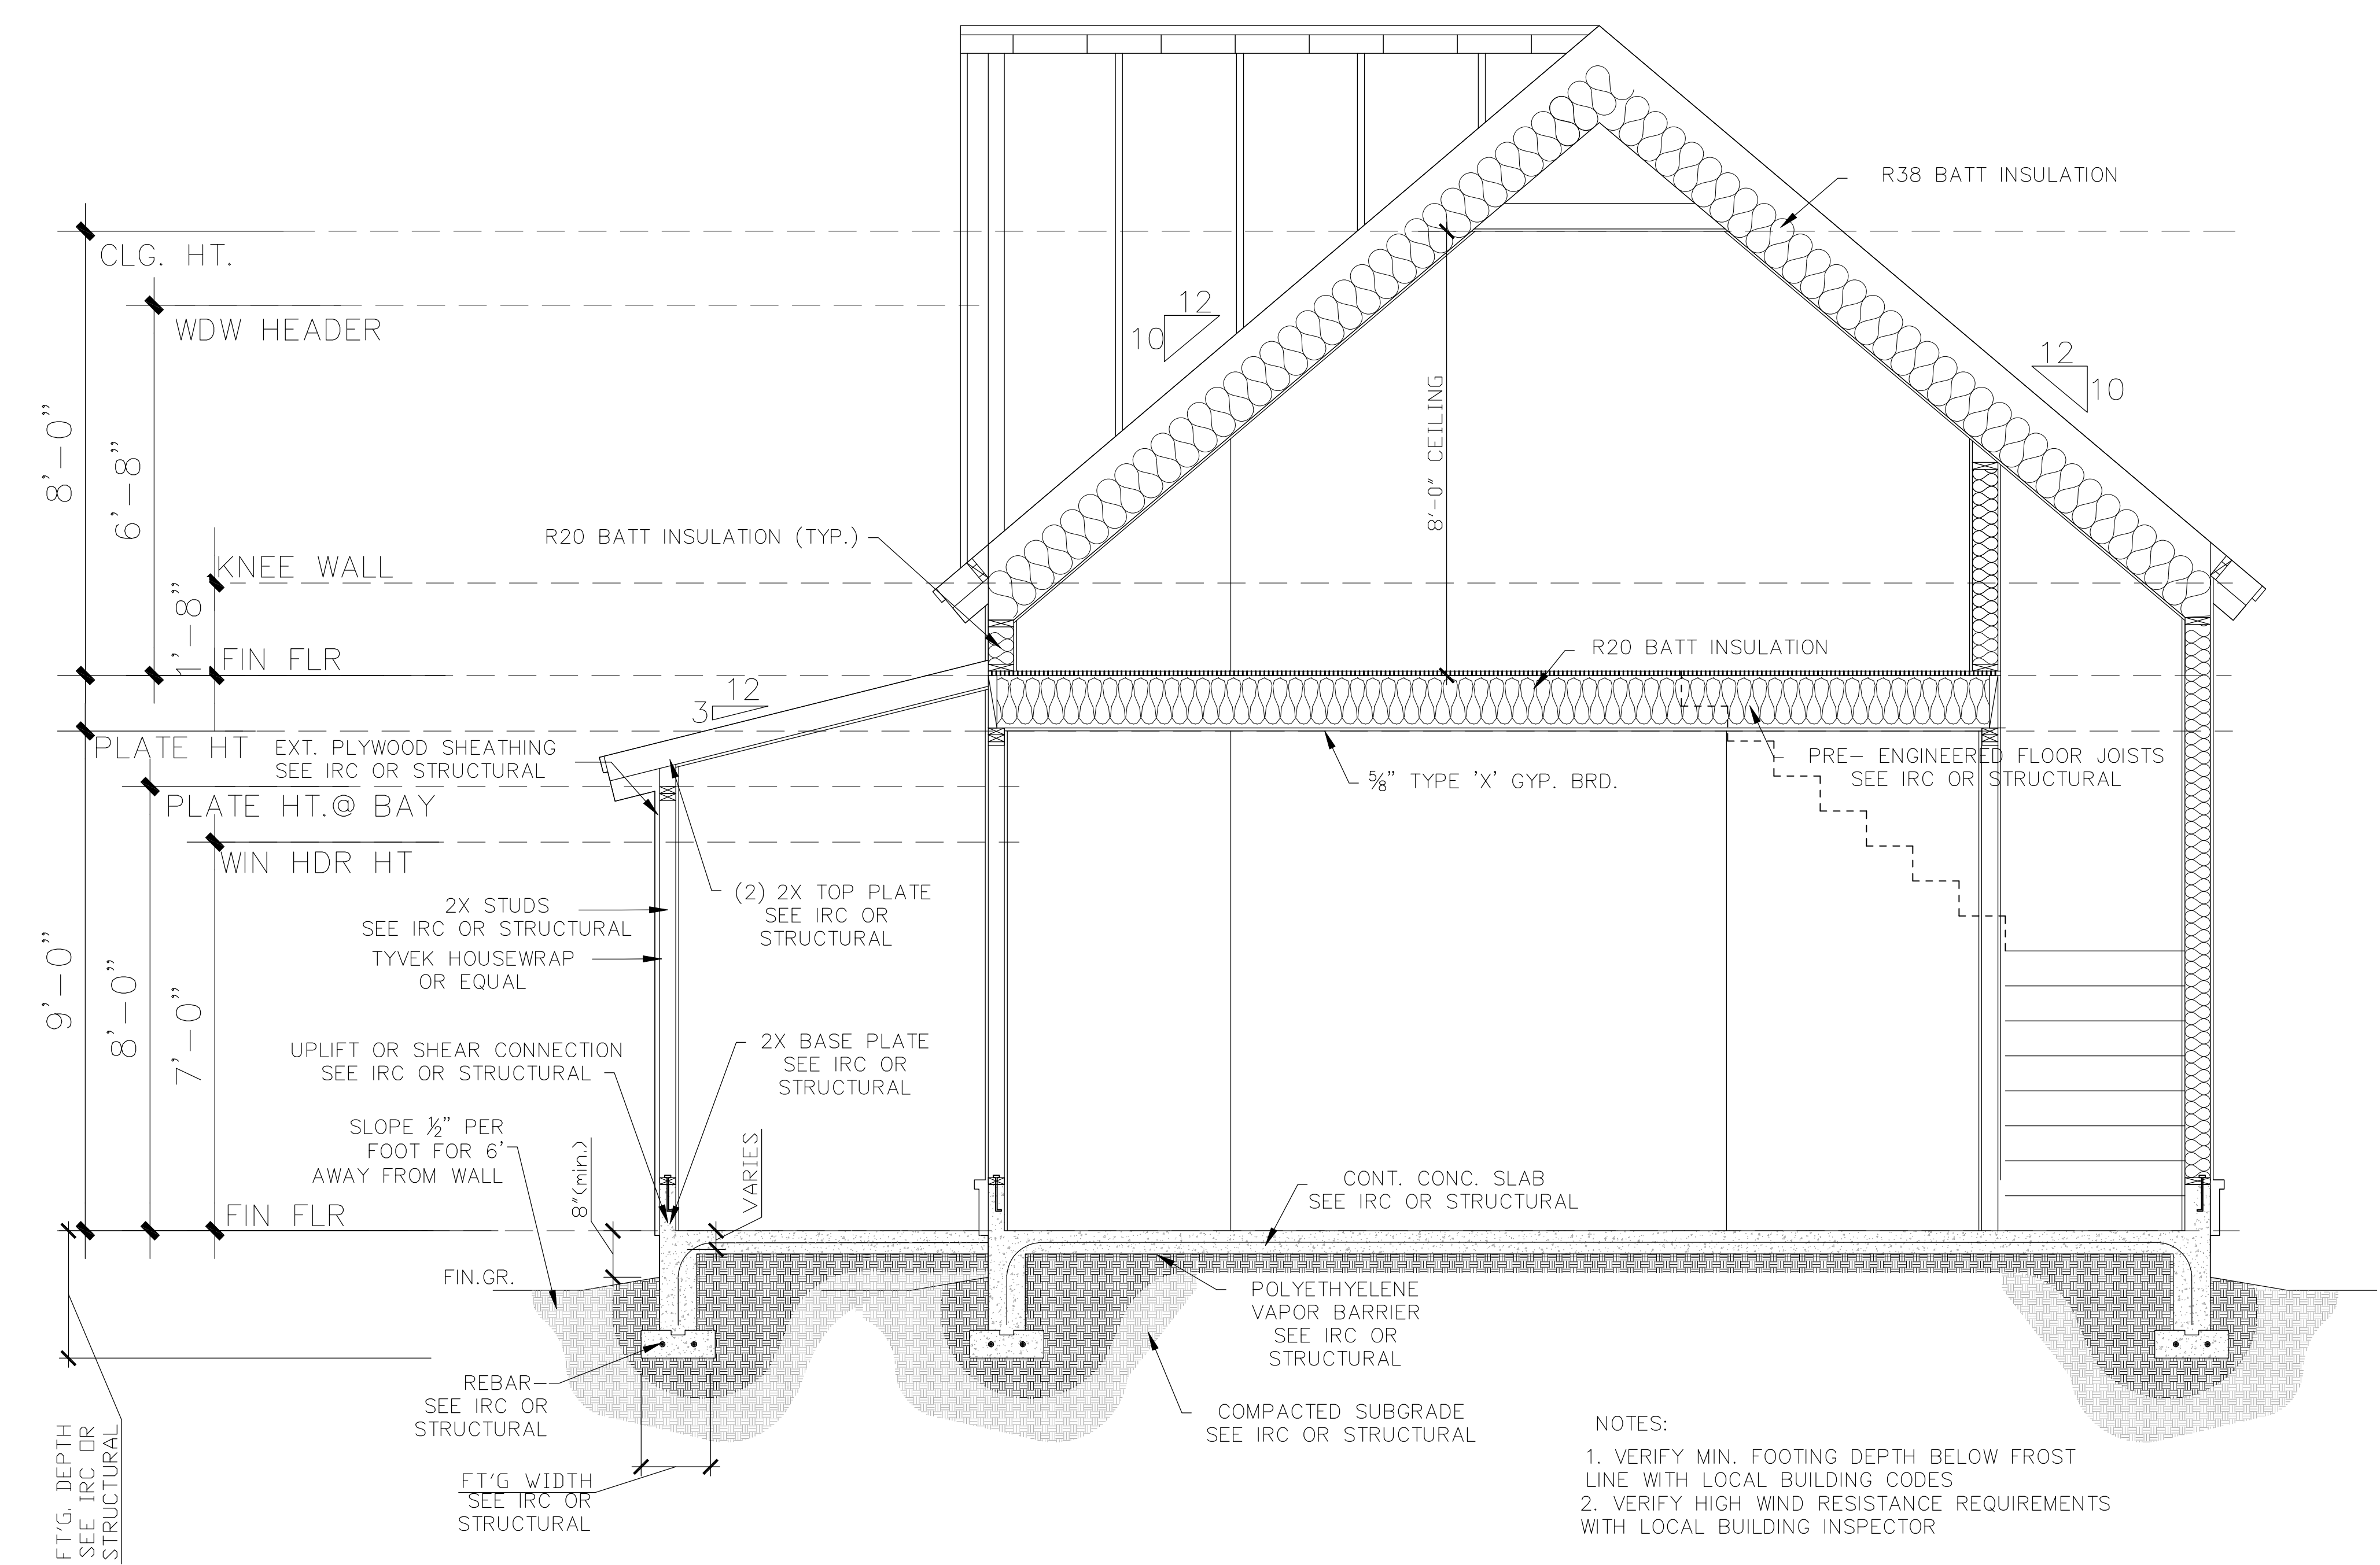 R38 BATT INSULATION
CLG. HT.
WDW HEADER
12
10
12
10
8'-0"
6'-8"
8'-0" CEILING
R20 BATT INSULATION (TYP.)
KNEE WALL
1'-8"
FIN FLR
R20 BATT INSULATION
12
3
PLATE HT
EXT. PLYWOOD SHEATHING
SEE IRC OR STRUCTURAL
PRE- ENGINEERED FLOOR JOISTS
SEE IRC OR STRUCTURAL
⅝" TYPE 'X' GYP. BRD.
PLATE HT.@ BAY
WIN HDR HT
(2) 2X TOP PLATE
SEE IRC OR
STRUCTURAL
2X STUDS
SEE IRC OR STRUCTURAL
TYVEK HOUSEWRAP
OR EQUAL
9'-0"
8'-0"
7'-0"
UPLIFT OR SHEAR CONNECTION
SEE IRC OR STRUCTURAL
2X BASE PLATE
SEE IRC OR
STRUCTURAL
SLOPE ½" PER
FOOT FOR 6'
AWAY FROM WALL
8"(min.)
VARIES
CONT. CONC. SLAB
SEE IRC OR STRUCTURAL
FIN FLR
FIN.GR.
POLYETHYELENE
VAPOR BARRIER
SEE IRC OR
STRUCTURAL
REBAR
SEE IRC OR
STRUCTURAL
COMPACTED SUBGRADE
SEE IRC OR STRUCTURAL
FT'G. DEPTH
SEE IRC OR
STRUCTURAL
FT'G WIDTH
SEE IRC OR
STRUCTURAL
NOTES:
1. VERIFY MIN. FOOTING DEPTH BELOW FROST
LINE WITH LOCAL BUILDING CODES
2. VERIFY HIGH WIND RESISTANCE REQUIREMENTS
WITH LOCAL BUILDING INSPECTOR